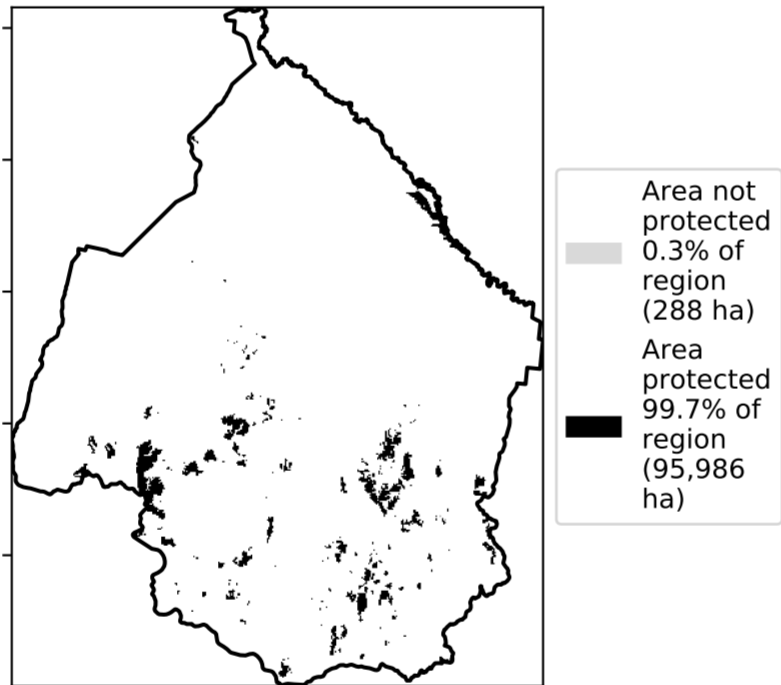 Area not
protected
0.3% of
region
(288 ha)
Area
protected
99.7% of
region
(95,986
ha)